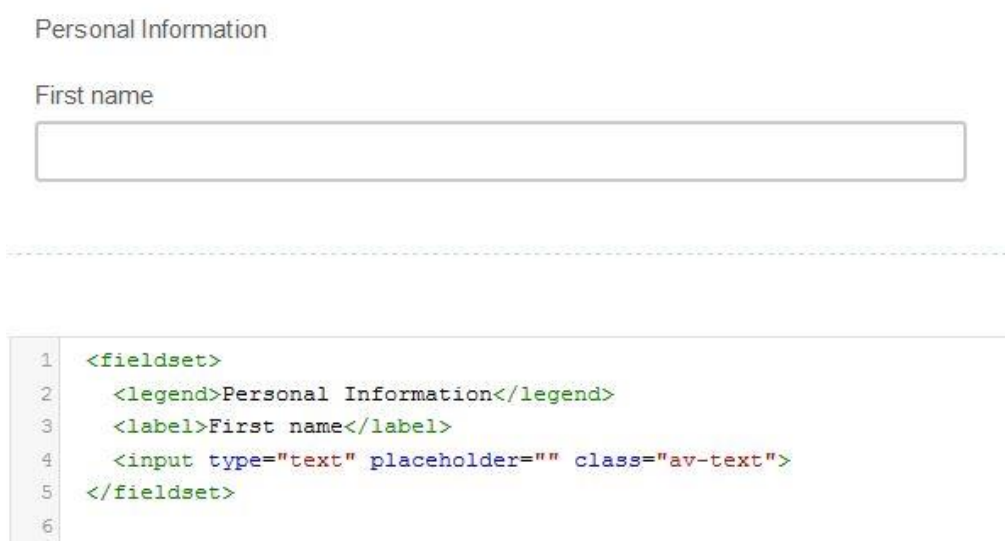 Personal Information
First name
1 <fieldset>
2 <legend>Personal Information</legend>
3 <label>First name</label>
4 <input type="text" placeholder="" class="av-text">
5 </fieldset>
6